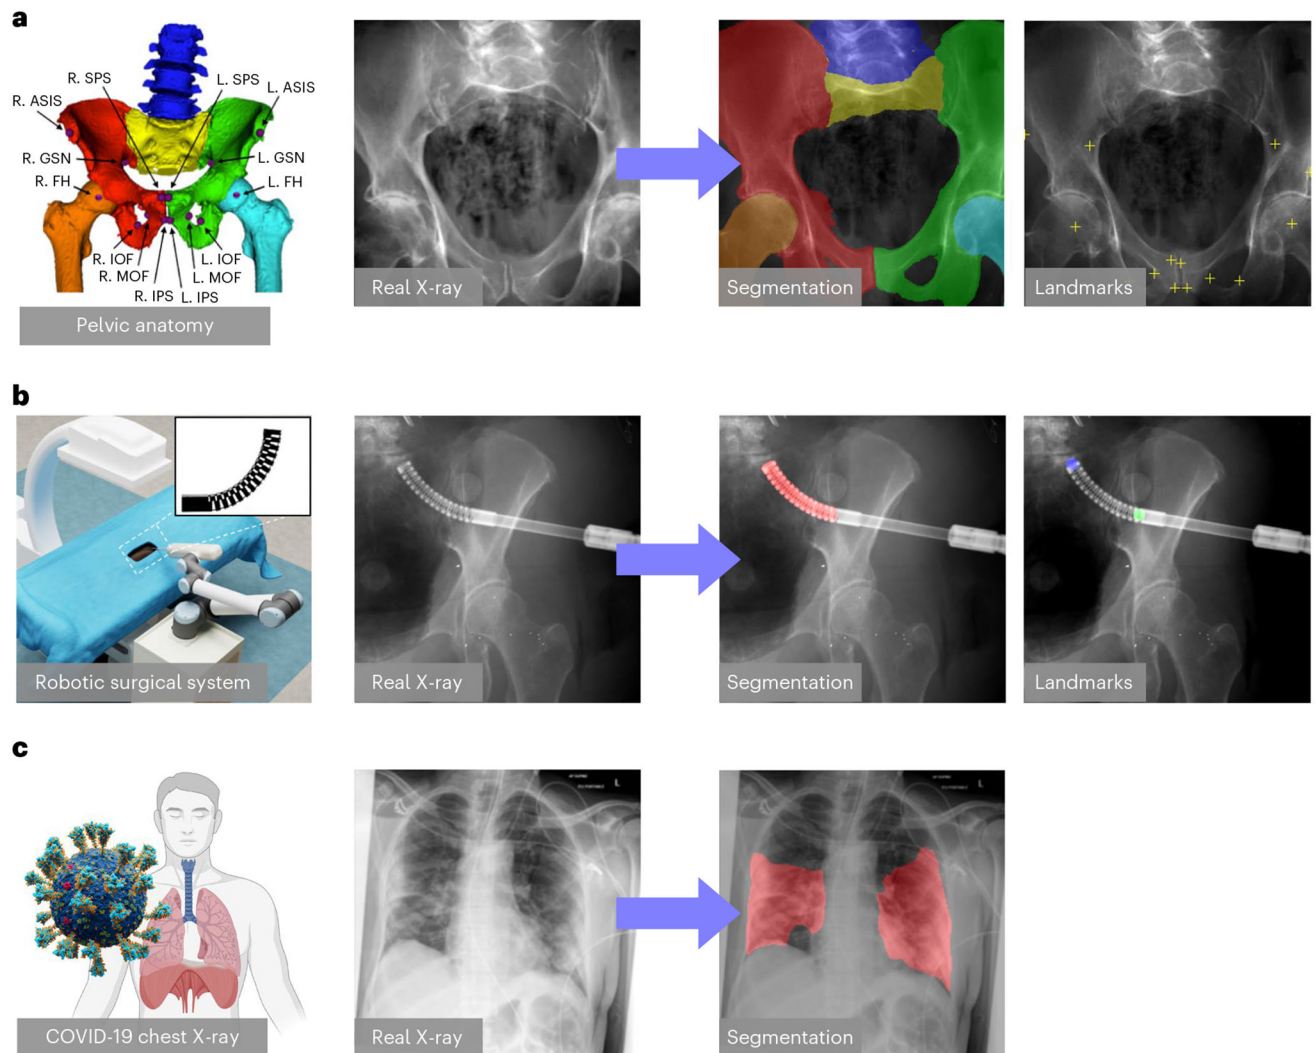 a
R. SPS
L. SPS
R. ASIS
L. ASIS
R. GSN
L. GSN
R. FH
L. FH
R. IOF
L. IOF
R. MOF
L. MOF
R. IPS
L. IPS
Pelvic anatomy
Real X-ray
Segmentation
Landmarks
b
Robotic surgical system
Real X-ray
Segmentation
Landmarks
c
L
L
COVID-19 chest X-ray
Real X-ray
Segmentation